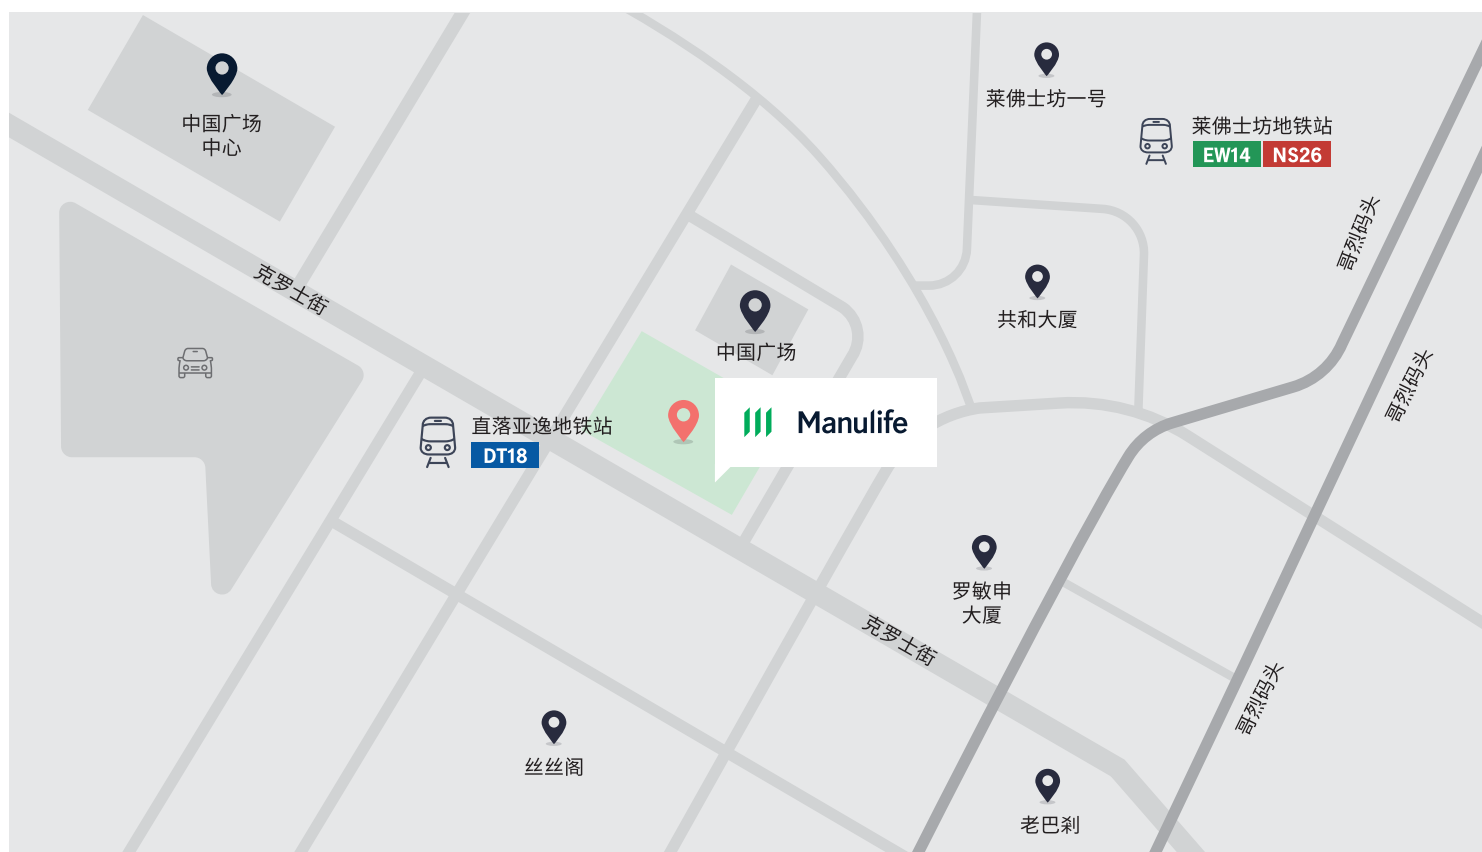 莱佛士坊一号
中国广场
中心
莱佛士坊地铁站
EW14 NS26
哥烈码头
克罗士街
共和大厦
中国广场
哥烈码头
Manulife
直落亚逸地铁站
DT18
罗敏申
大厦
克罗士街
哥烈码头
丝丝阁
老巴剎